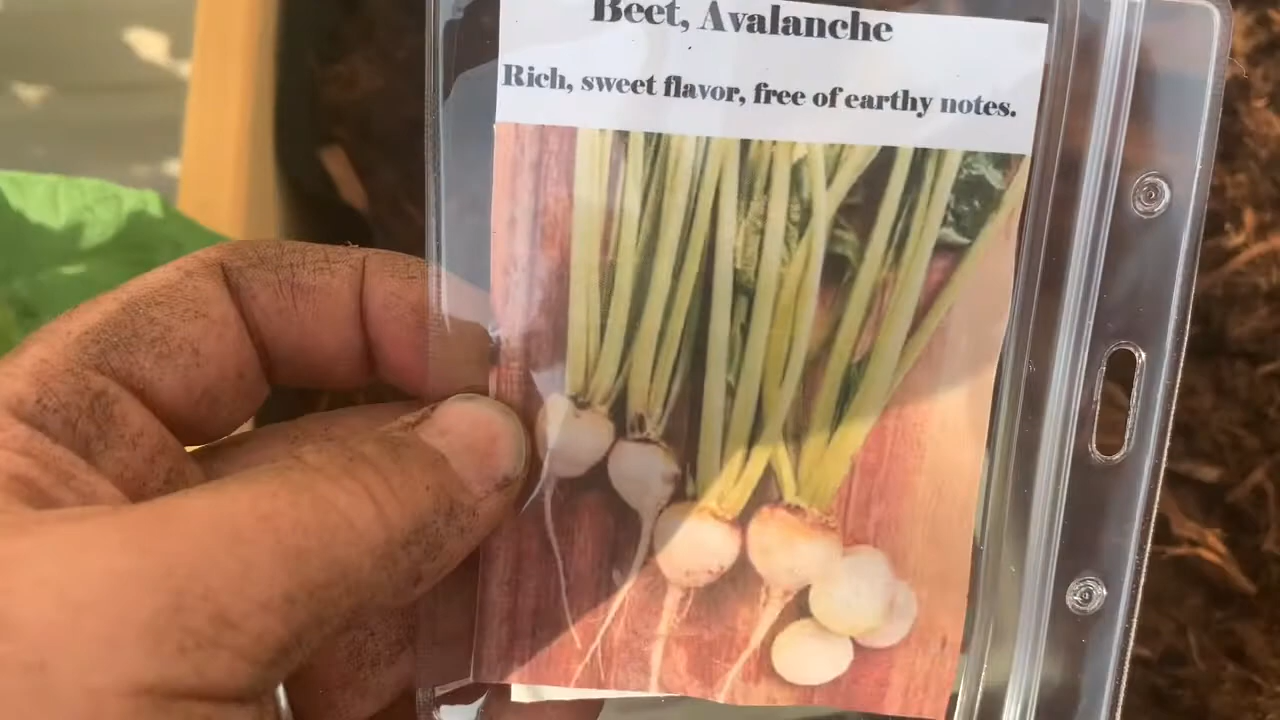 Beet, Avalanche
Rich, sweet flavor, free of earthy notes.